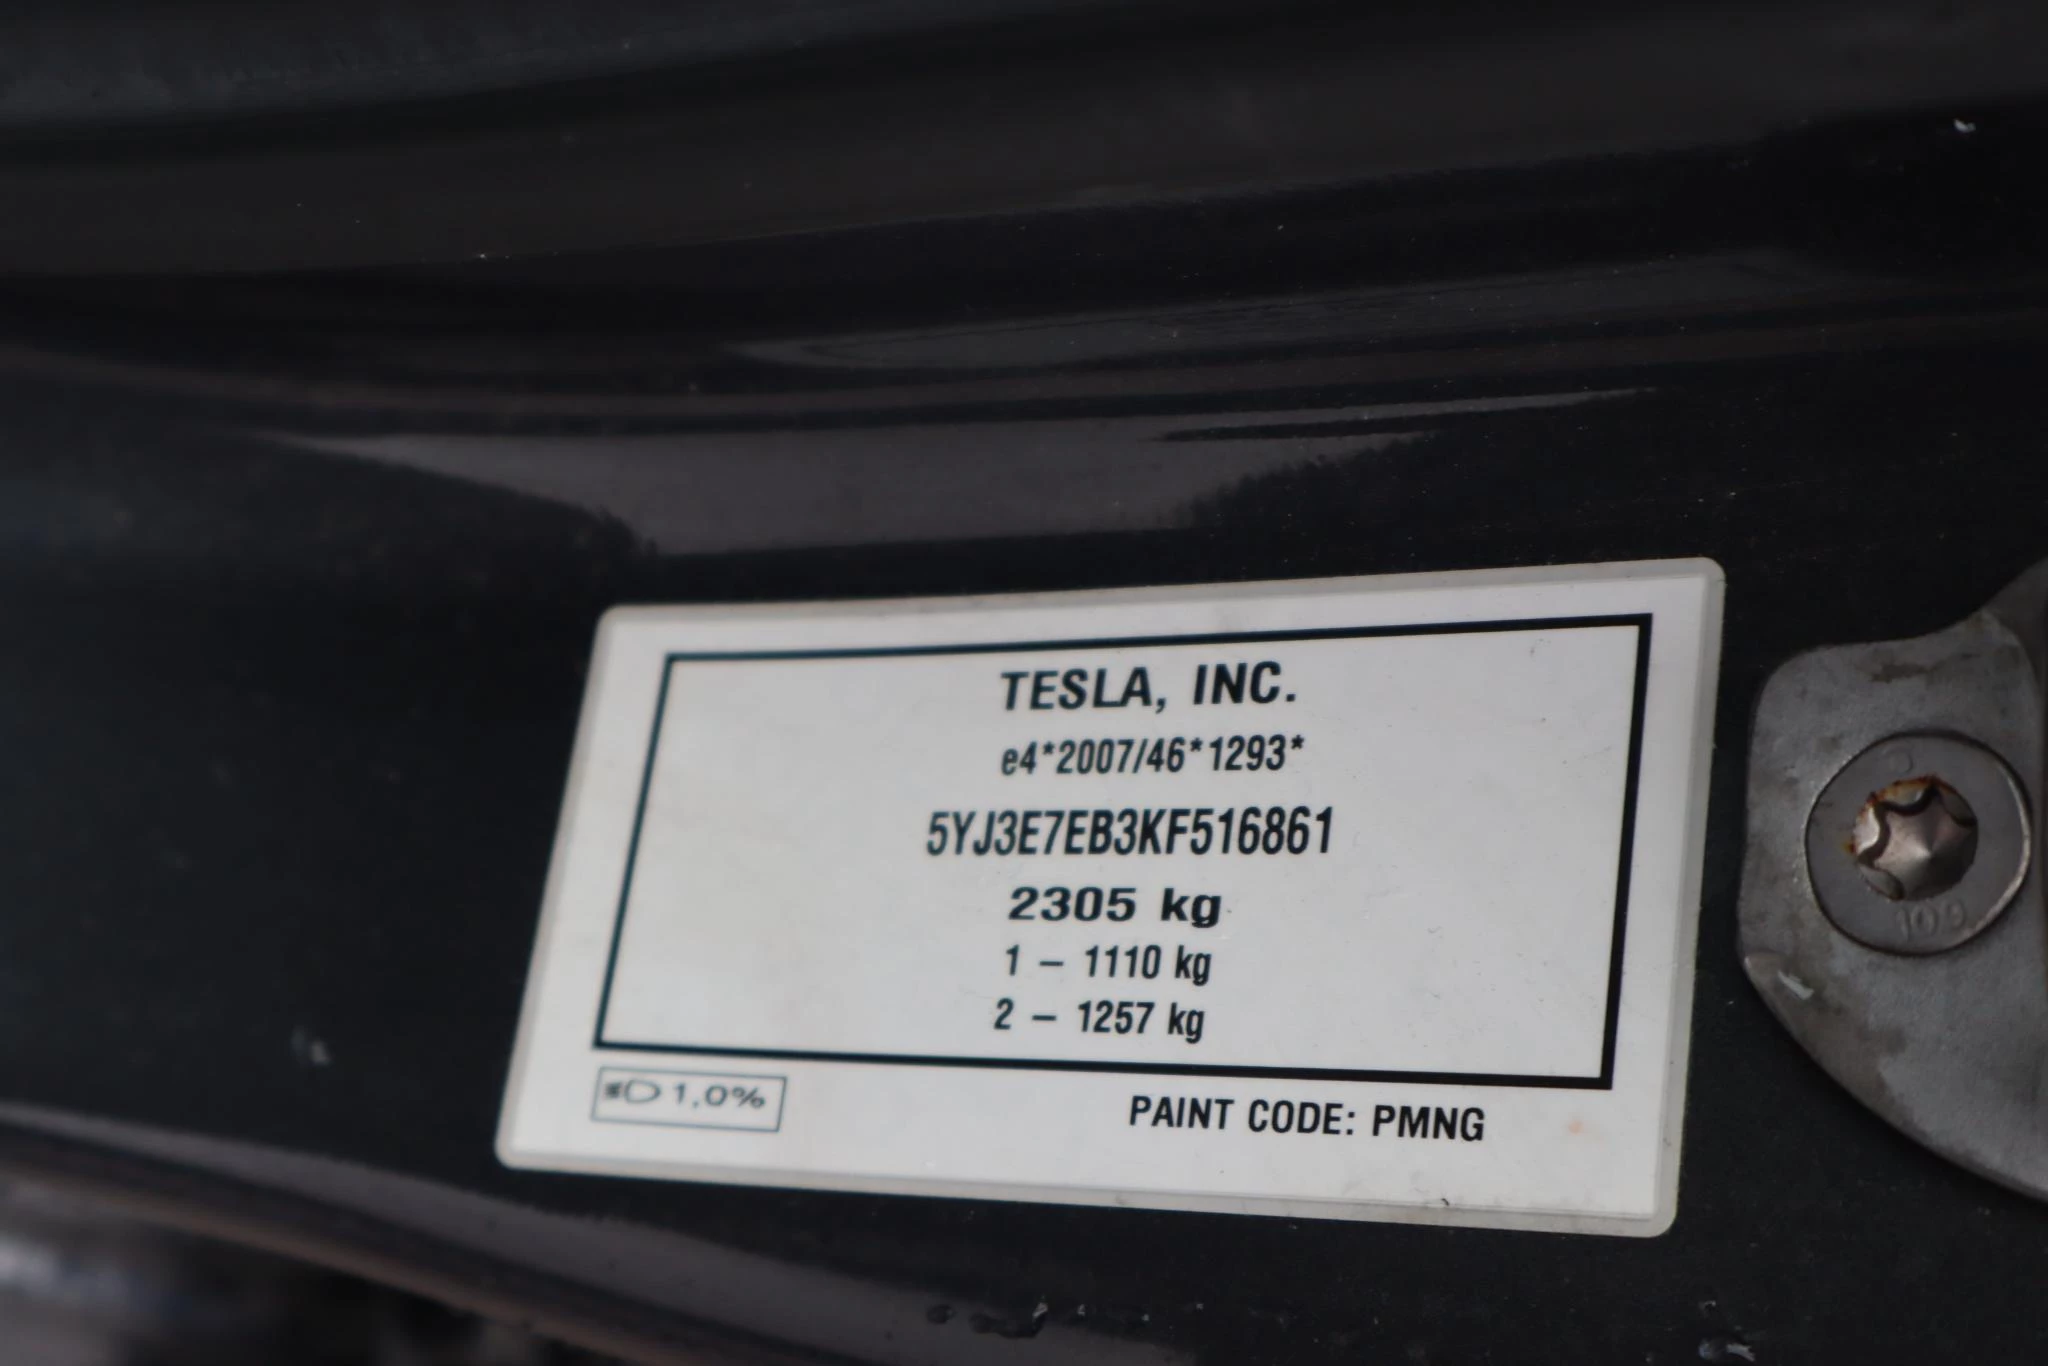 TESLA, INC.
e4*2007/46*1293*
5YJ3E7EB3KF516861
2305 kg
1 – 1110 kg
2 – 1257 kg
1,0%
PAINT CODE: PMNG
109